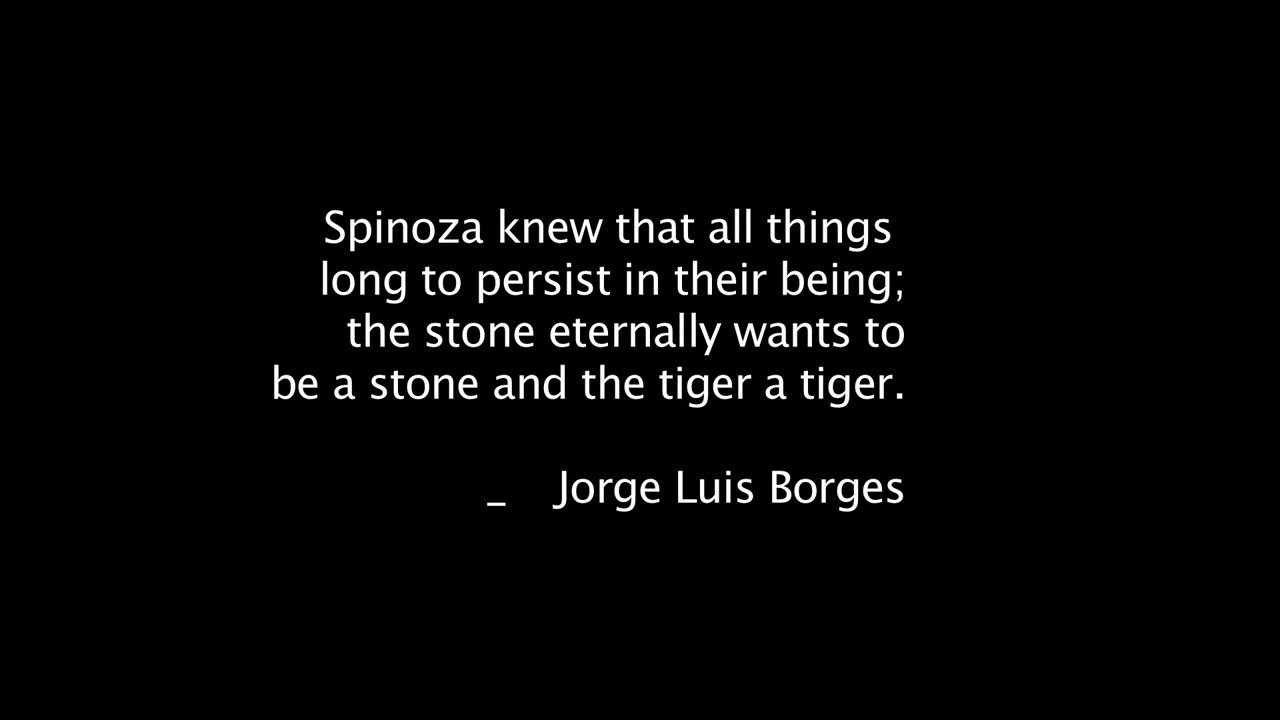 Spinoza knew that all things
long to persist in their being;
the stone eternally wants to
be a stone and the tiger a tiger.
_ Jorge Luis Borges